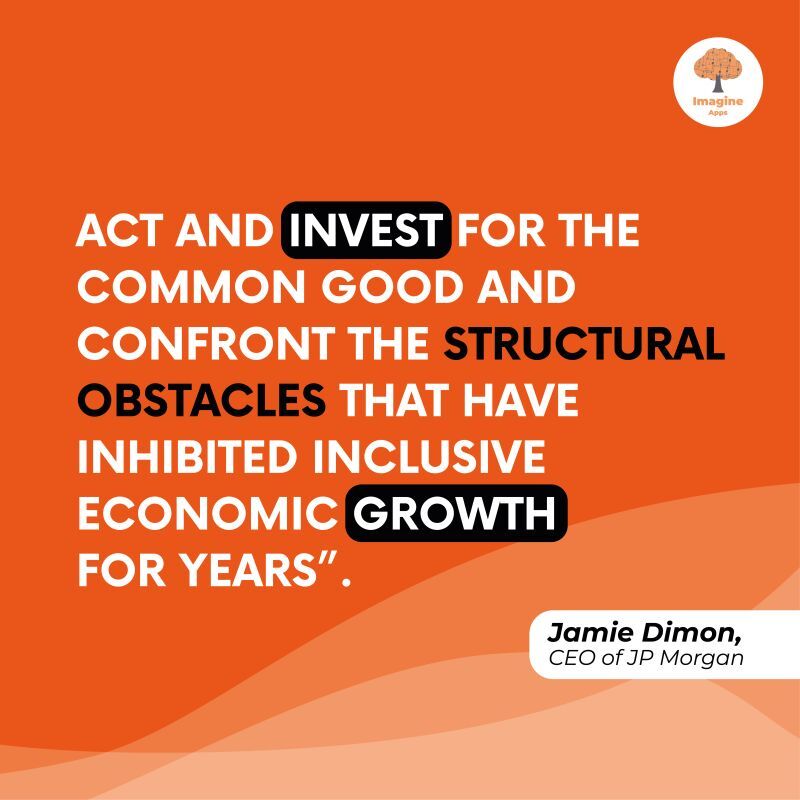 Imagine
Apps
ACT AND INVEST FOR THE
COMMON GOOD AND
CONFRONT THE STRUCTURAL
OBSTACLES THAT HAVE
INHIBITED INCLUSIVE
ECONOMIC GROWTH
FOR YEARS”.
Jamie Dimon,
CEO of JP Morgan